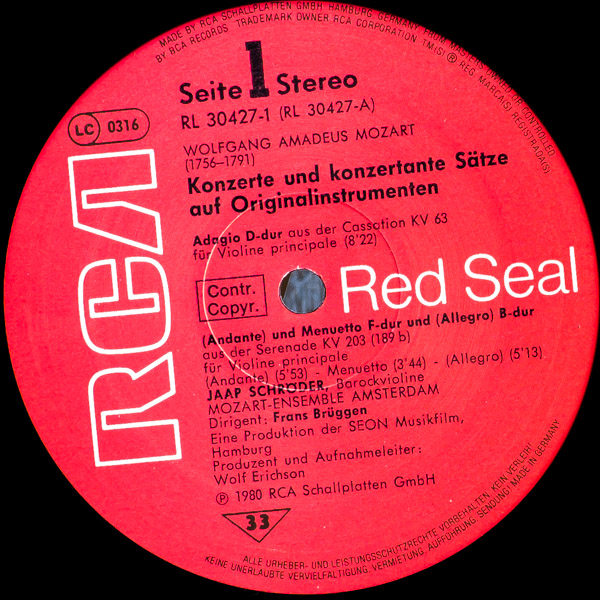 MADE BY RCA SCHALLPLATTEN GMBH HAMBURG, GERMANY, FROM MASTERS OWNED OR CONTROLLED
BY RCA RECORDS TRADEMARK OWNER RCA CORPORATION TM(S) ® REG. MARCA(S) REGISTRADA(S)
Seite 1 Stereo
RL 30427-1 (RL 30427-A)
LC 0316
WOLFGANG AMADEUS MOZART
(1756–1791)
Konzerte und konzertante Sätze
auf Originalinstrumenten
Adagio D-dur aus der Cassation KV 63
für Violine principale (8'22)
RCA
Contr.
Copyr.
Red Seal
(Andante) und Menuetto F-dur und (Allegro) B-dur
aus der Serenade KV 203 (189 b)
für Violine principale
(Andante) (5'53) - Menuetto (3'44) - (Allegro) (5'13)
JAAP SCHRÖDER, Barockvioline
MOZART-ENSEMBLE AMSTERDAM
Dirigent: Frans Brüggen
Eine Produktion der SEON Musikfilm,
Hamburg
Produzent und Aufnahmeleiter:
Wolf Erichson
Ⓟ 1980 RCA Schallplatten GmbH
33
ALLE URHEBER- UND LEISTUNGSSCHUTZRECHTE VORBEHALTEN. KEIN VERLEIH!
KEINE UNERLAUBTE VERVIELFÄLTIGUNG, VERMIETUNG, AUFFÜHRUNG, SENDUNG! MADE IN GERMANY